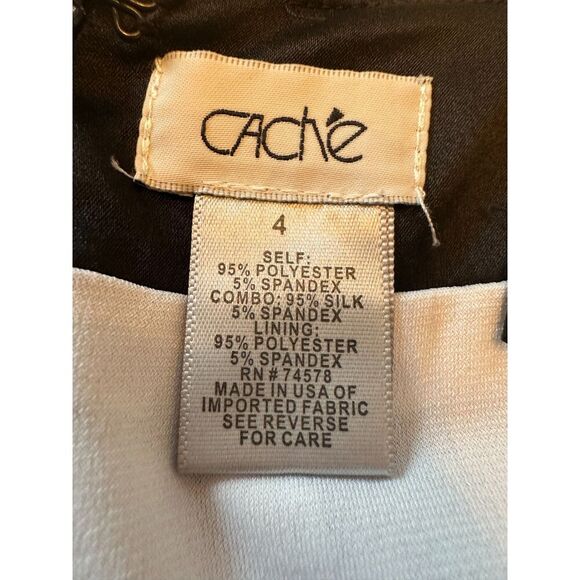 CACHÉ
4
SELF:
95% POLYESTER
5% SPANDEX
COMBO: 95% SILK
5% SPANDEX
LINING:
95% POLYESTER
5% SPANDEX
RN # 74578
MADE IN USA OF
IMPORTED FABRIC
SEE REVERSE
FOR CARE